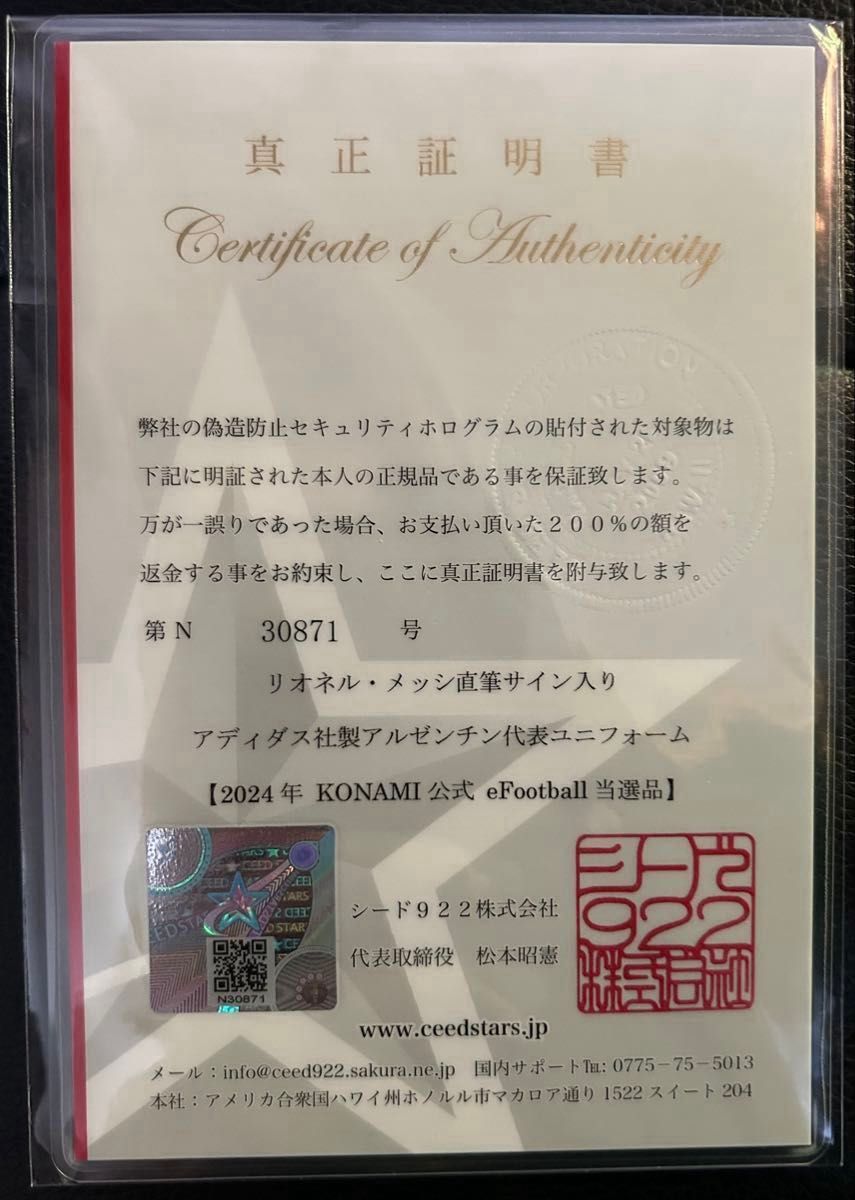 真正証明書
Certificate of Authenticity
弊社の偽造防止セキュリティホログラムの貼付された対象物は
下記に明証された本人の正規品である事を保証致します。
万が一誤りであった場合、お支払い頂いた２００％の額を
返金する事をお約束し、ここに真正証明書を附与致します。
第 N 30871 号
リオネル・メッシ直筆サイン入り
アディダス社製アルゼンチン代表ユニフォーム
【2024 年 KONAMI 公式 eFootball 当選品】
N30871
シード９２２株式会社
代表取締役 松本昭憲
シード
922
株式会社
www.ceedstars.jp
メール：info@ceed922.sakura.ne.jp 国内サポート℡: 0775－75－5013
本社：アメリカ合衆国ハワイ州ホノルル市マカロア通り 1522 スイート 204